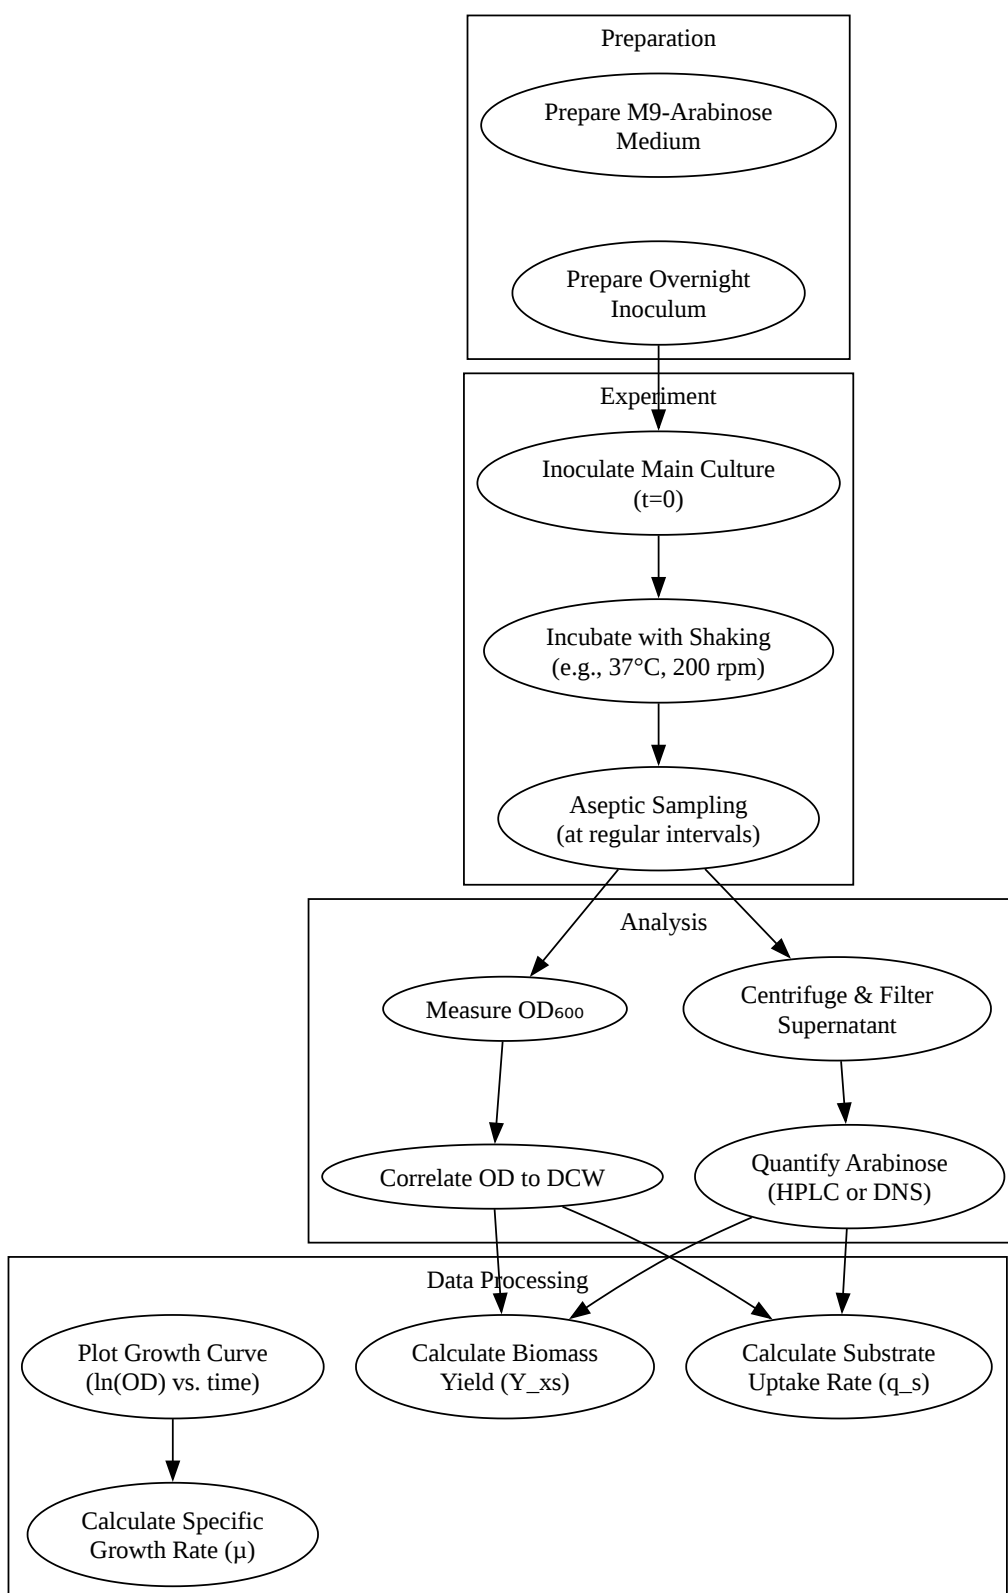 Preparation
Prepare M9-Arabinose
Medium
Prepare Overnight
Inoculum
Experiment
Inoculate Main Culture
(t=0)
Incubate with Shaking
(e.g., 37°C, 200 rpm)
Aseptic Sampling
(at regular intervals)
Analysis
Measure OD₆₀₀
Centrifuge & Filter
Supernatant
Correlate OD to DCW
Quantify Arabinose
(HPLC or DNS)
Data Processing
Plot Growth Curve
(ln(OD) vs. time)
Calculate Biomass
Yield (Y_xs)
Calculate Substrate
Uptake Rate (q_s)
Calculate Specific
Growth Rate (µ)